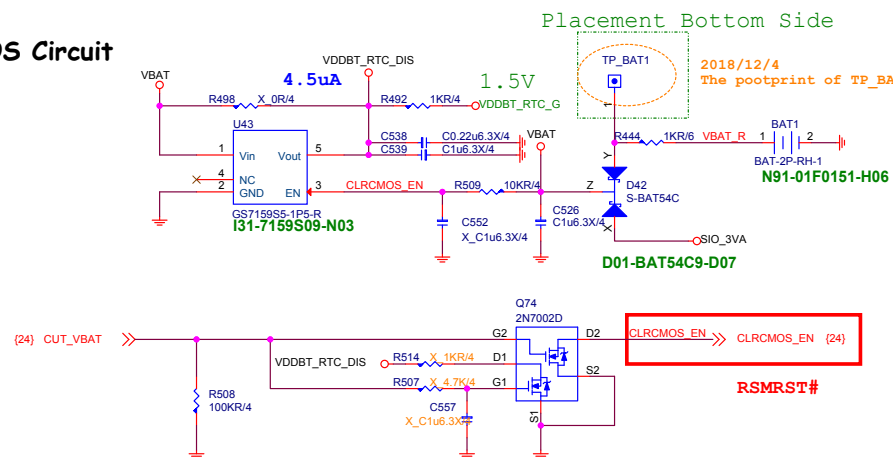 Placement Bottom Side
OS Circuit
VDDBT_RTC_DIS
TP_BAT1
2018/12/4
The pootprint of TP_BA
VBAT
4.5uA
1.5V
R498
X_0R/4
R492
1KR/4
VDDBT_RTC_G
1
U43
C538
C0.22u6.3X/4
VBAT
R444
1KR/6
VBAT_R
1
BAT1
2
C539
C1u6.3X/4
BAT-2P-RH-1
1
Vin
Vout
5
N91-01F0151-H06
4
NC
2
GND
EN
3
CLRCMOS_EN
R509
10KR/4
Z
Y
D42
S-BAT54C
GS7159S5-1P5-R
I31-7159S09-N03
C552
X_C1u6.3X/4
C526
C1u6.3X/4
X
SIO_3VA
D01-BAT54C9-D07
Q74
2N7002D
{24} CUT_VBAT
G2
D2
CLRCMOS_EN
CLRCMOS_EN {24}
VDDBT_RTC_DIS
R514
X_1KR/4
D1
S2
R507
X_4.7K/4
G1
RSMRST#
R508
100KR/4
C557
X_C1u6.3X/4
S1